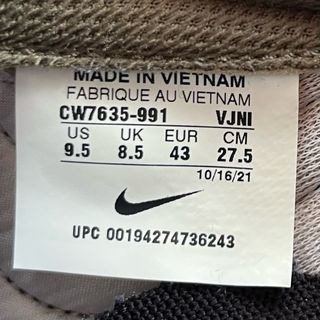 MADE IN VIETNAM
FABRIQUE AU VIETNAM
CW7635-991 VJNI
US UK EUR CM
9.5 8.5 43 27.5
10/16/21
UPC 00194274736243